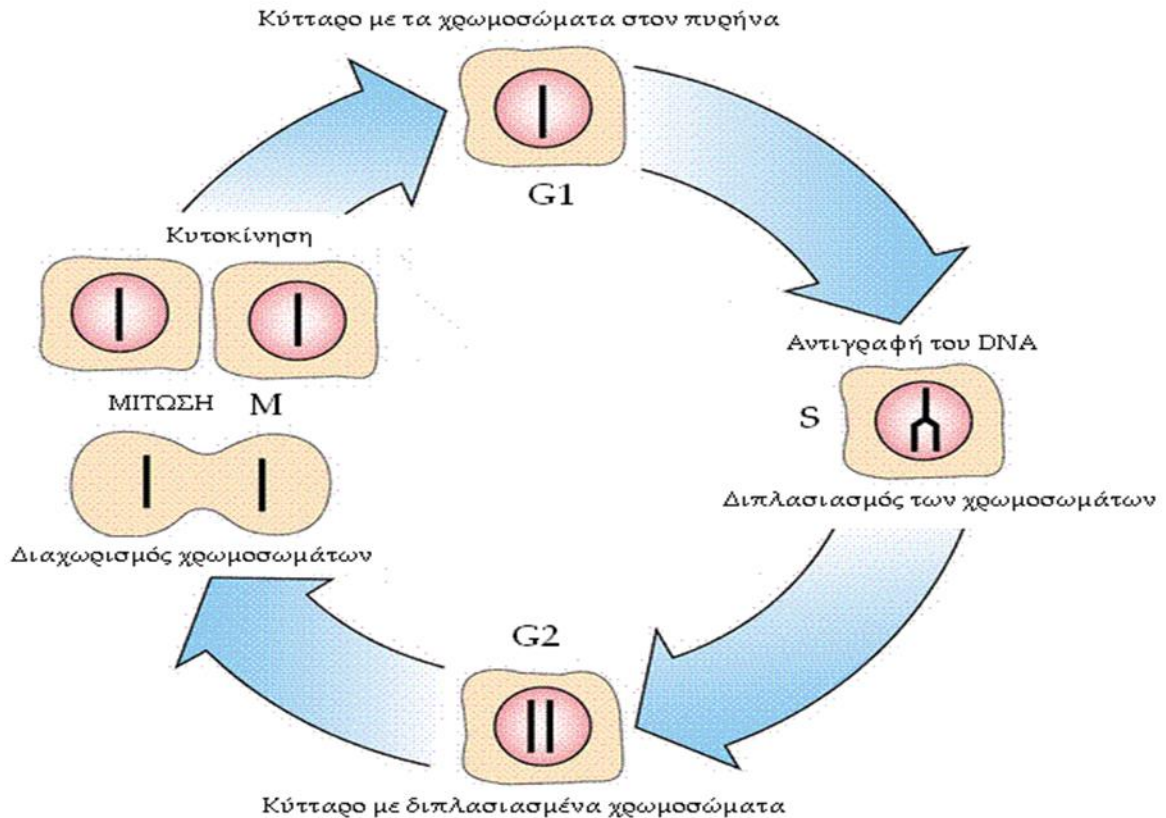 Κύτταρο με τα χρωμοσώματα στον πυρήνα
G1
Κυτοκίνηση
Αντιγραφή του DNA
ΜΙΤΩΣΗ M
S
Διπλασιασμός των χρωμοσωμάτων
Διαχωρισμός χρωμοσωμάτων
G2
Κύτταρο με διπλασιασμένα χρωμοσώματα